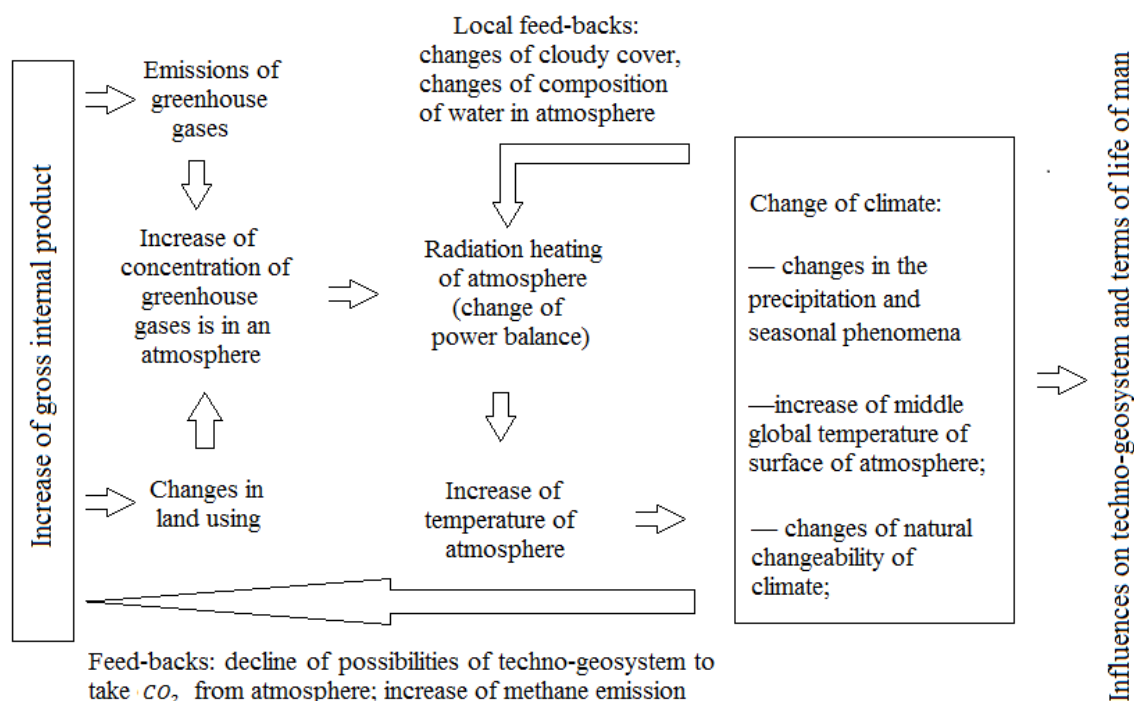 Increase of gross internal product
Emissions of
greenhouse
gases
Increase of
concentration of
greenhouse
gases is in an
atmosphere
Changes in
land using
Local feed-backs:
changes of cloudy cover,
changes of composition
of water in atmosphere
Radiation heating
of atmosphere
(change of
power balance)
Increase of
temperature of
atmosphere
Change of climate:
— changes in the
precipitation and
seasonal phenomena
—increase of middle
global temperature of
surface of atmosphere;
— changes of natural
changeability of
climate;
Influences on techno-geosystem and terms of life of man
Feed-backs: decline of possibilities of techno-geosystem to
take CO₂ from atmosphere; increase of methane emission